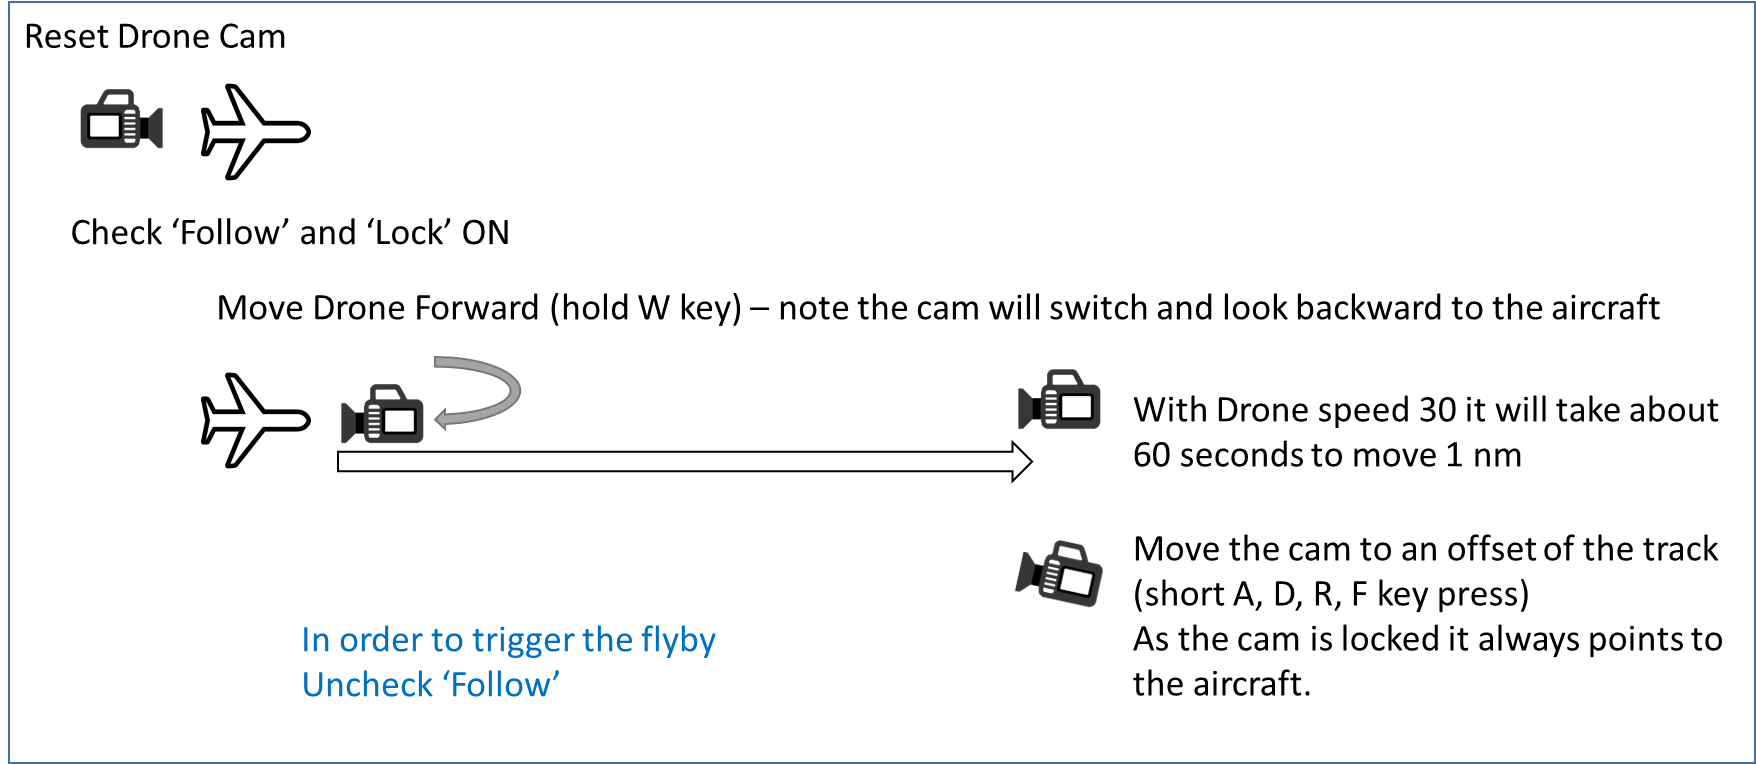 Reset Drone Cam
Check ‘Follow’ and ‘Lock’ ON
Move Drone Forward (hold W key) – note the cam will switch and look backward to the aircraft
With Drone speed 30 it will take about
60 seconds to move 1 nm
Move the cam to an offset of the track
(short A, D, R, F key press)
As the cam is locked it always points to
the aircraft.
In order to trigger the flyby
Uncheck ‘Follow’